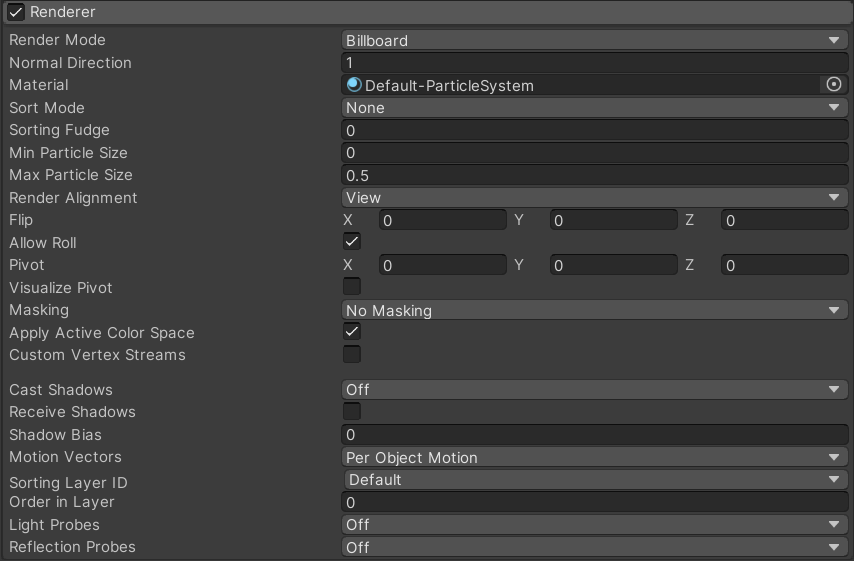 Renderer
Render Mode Billboard
Normal Direction 1
Material Default-ParticleSystem
Sort Mode None
Sorting Fudge 0
Min Particle Size 0
Max Particle Size 0.5
Render Alignment View
Flip X 0 Y 0 Z 0
Allow Roll
Pivot X 0 Y 0 Z 0
Visualize Pivot
Masking No Masking
Apply Active Color Space
Custom Vertex Streams
Cast Shadows Off
Receive Shadows
Shadow Bias 0
Motion Vectors Per Object Motion
Sorting Layer ID Default
Order in Layer 0
Light Probes Off
Reflection Probes Off